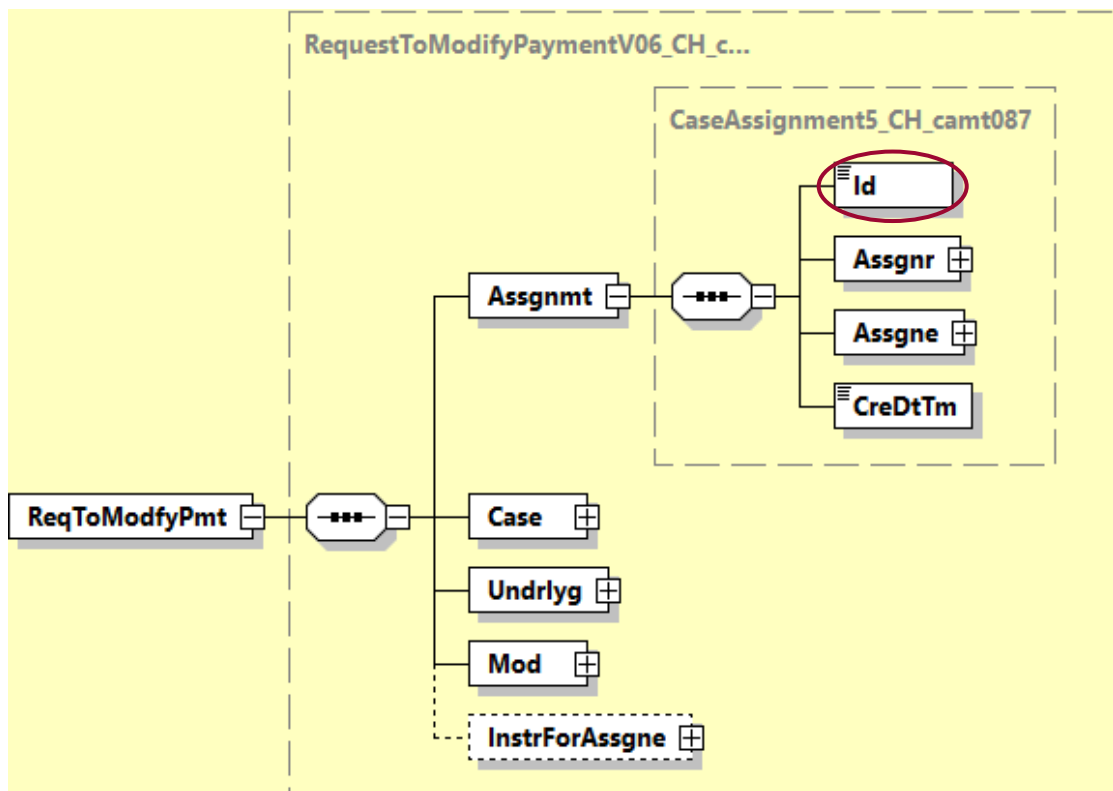 RequestToModifyPaymentV06_CH_c...
CaseAssignment5_CH_camt087
Id
Assgnr
Assgnmt
Assgne
CreDtTm
ReqToModfyPmt
Case
Undrlyg
Mod
InstrForAssgne